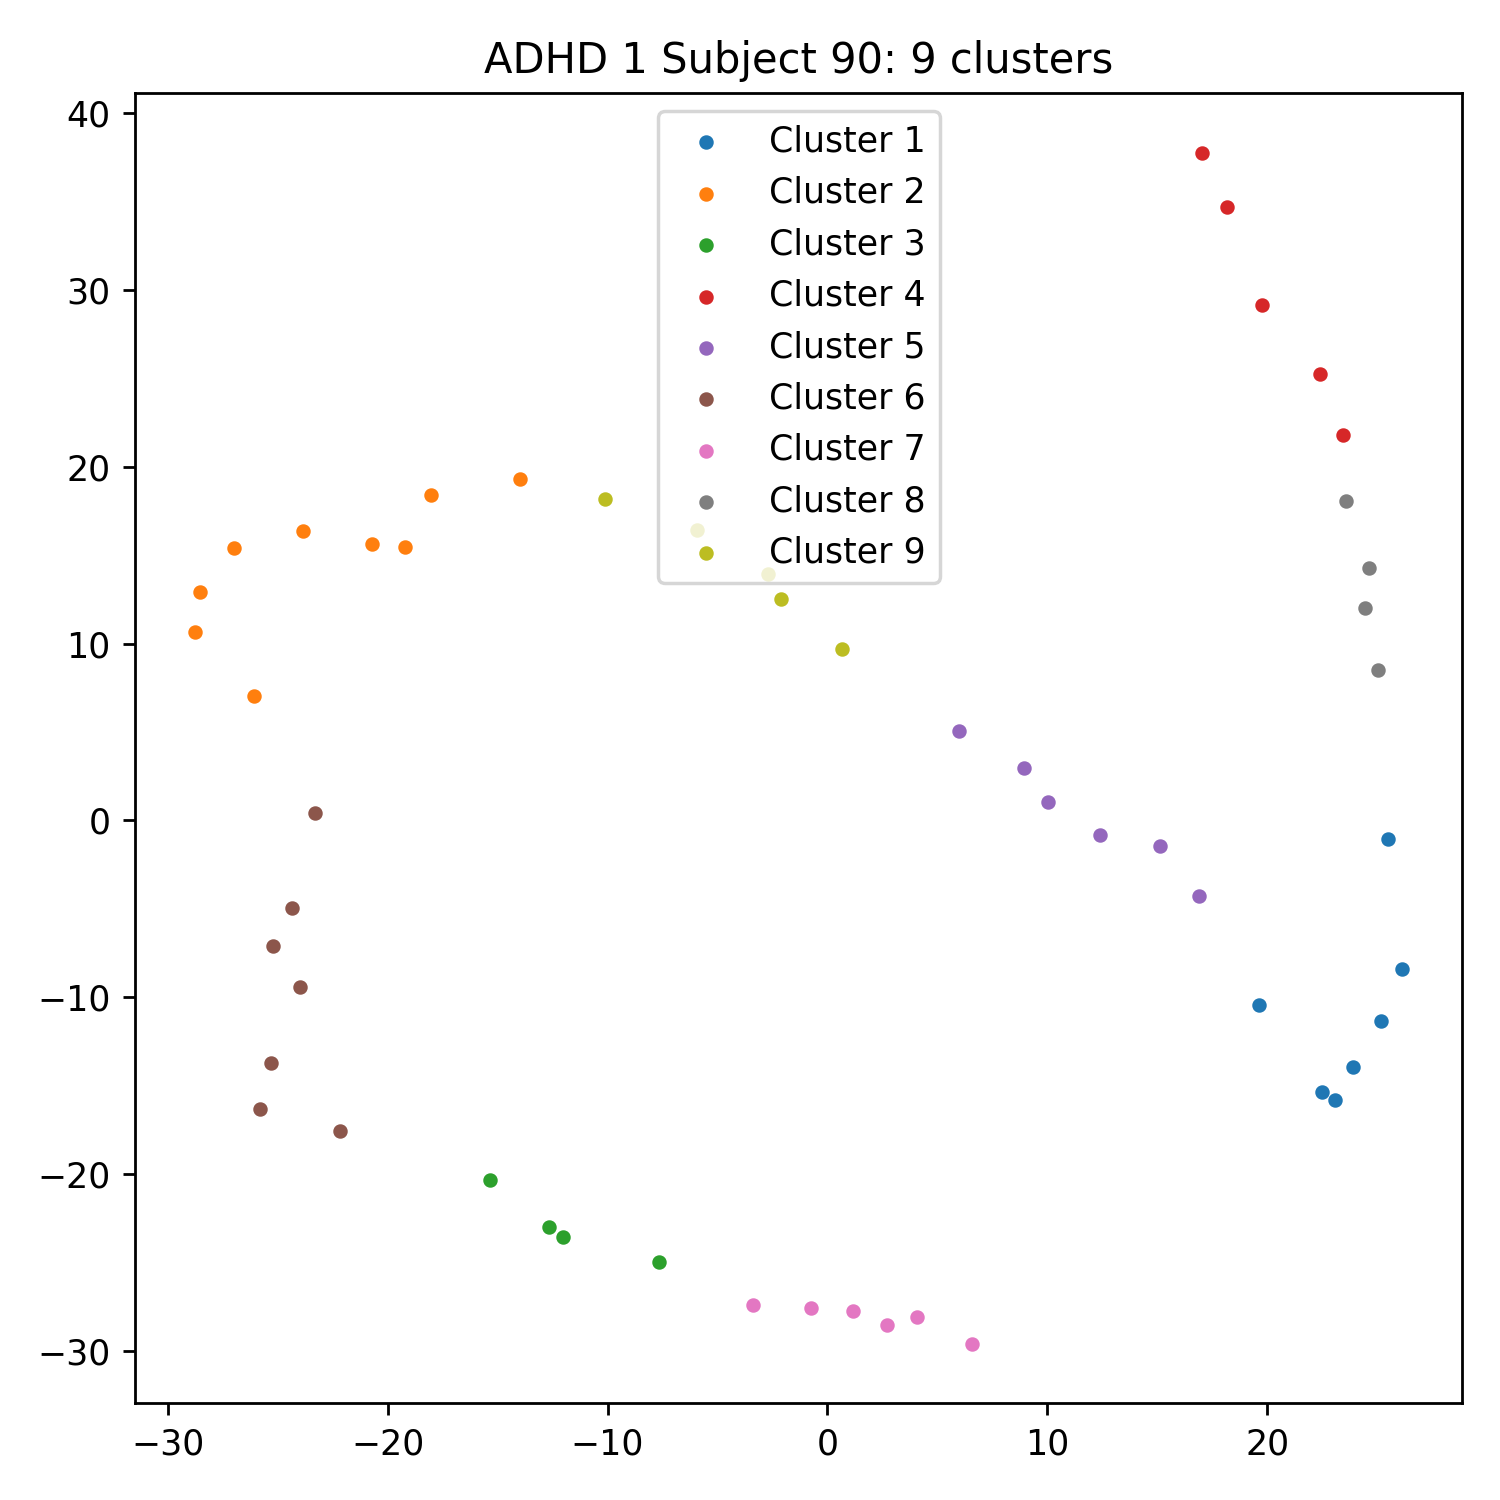 ADHD 1 Subject 90: 9 clusters
40
30
20
10
0
−10
−20
−30
Cluster 1
Cluster 2
Cluster 3
Cluster 4
Cluster 5
Cluster 6
Cluster 7
Cluster 8
Cluster 9
−30 −20 −10 0 10 20